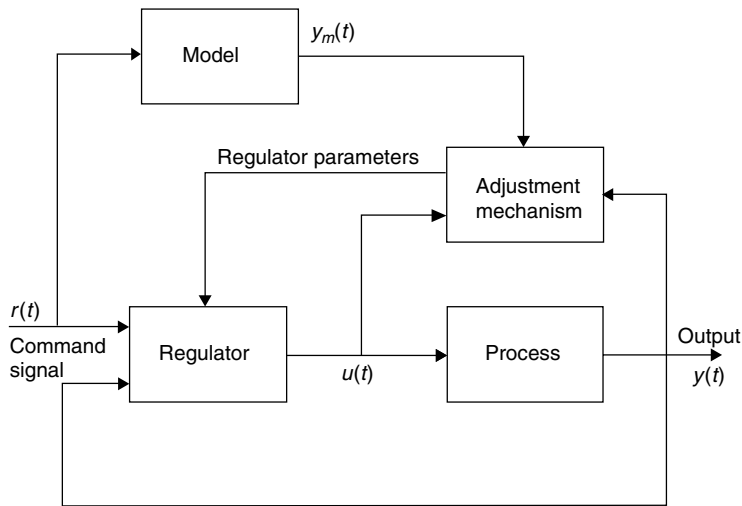 Model
y_m(t)
Regulator parameters
Adjustment
mechanism
r(t)
Command
signal
Regulator
u(t)
Process
Output
y(t)